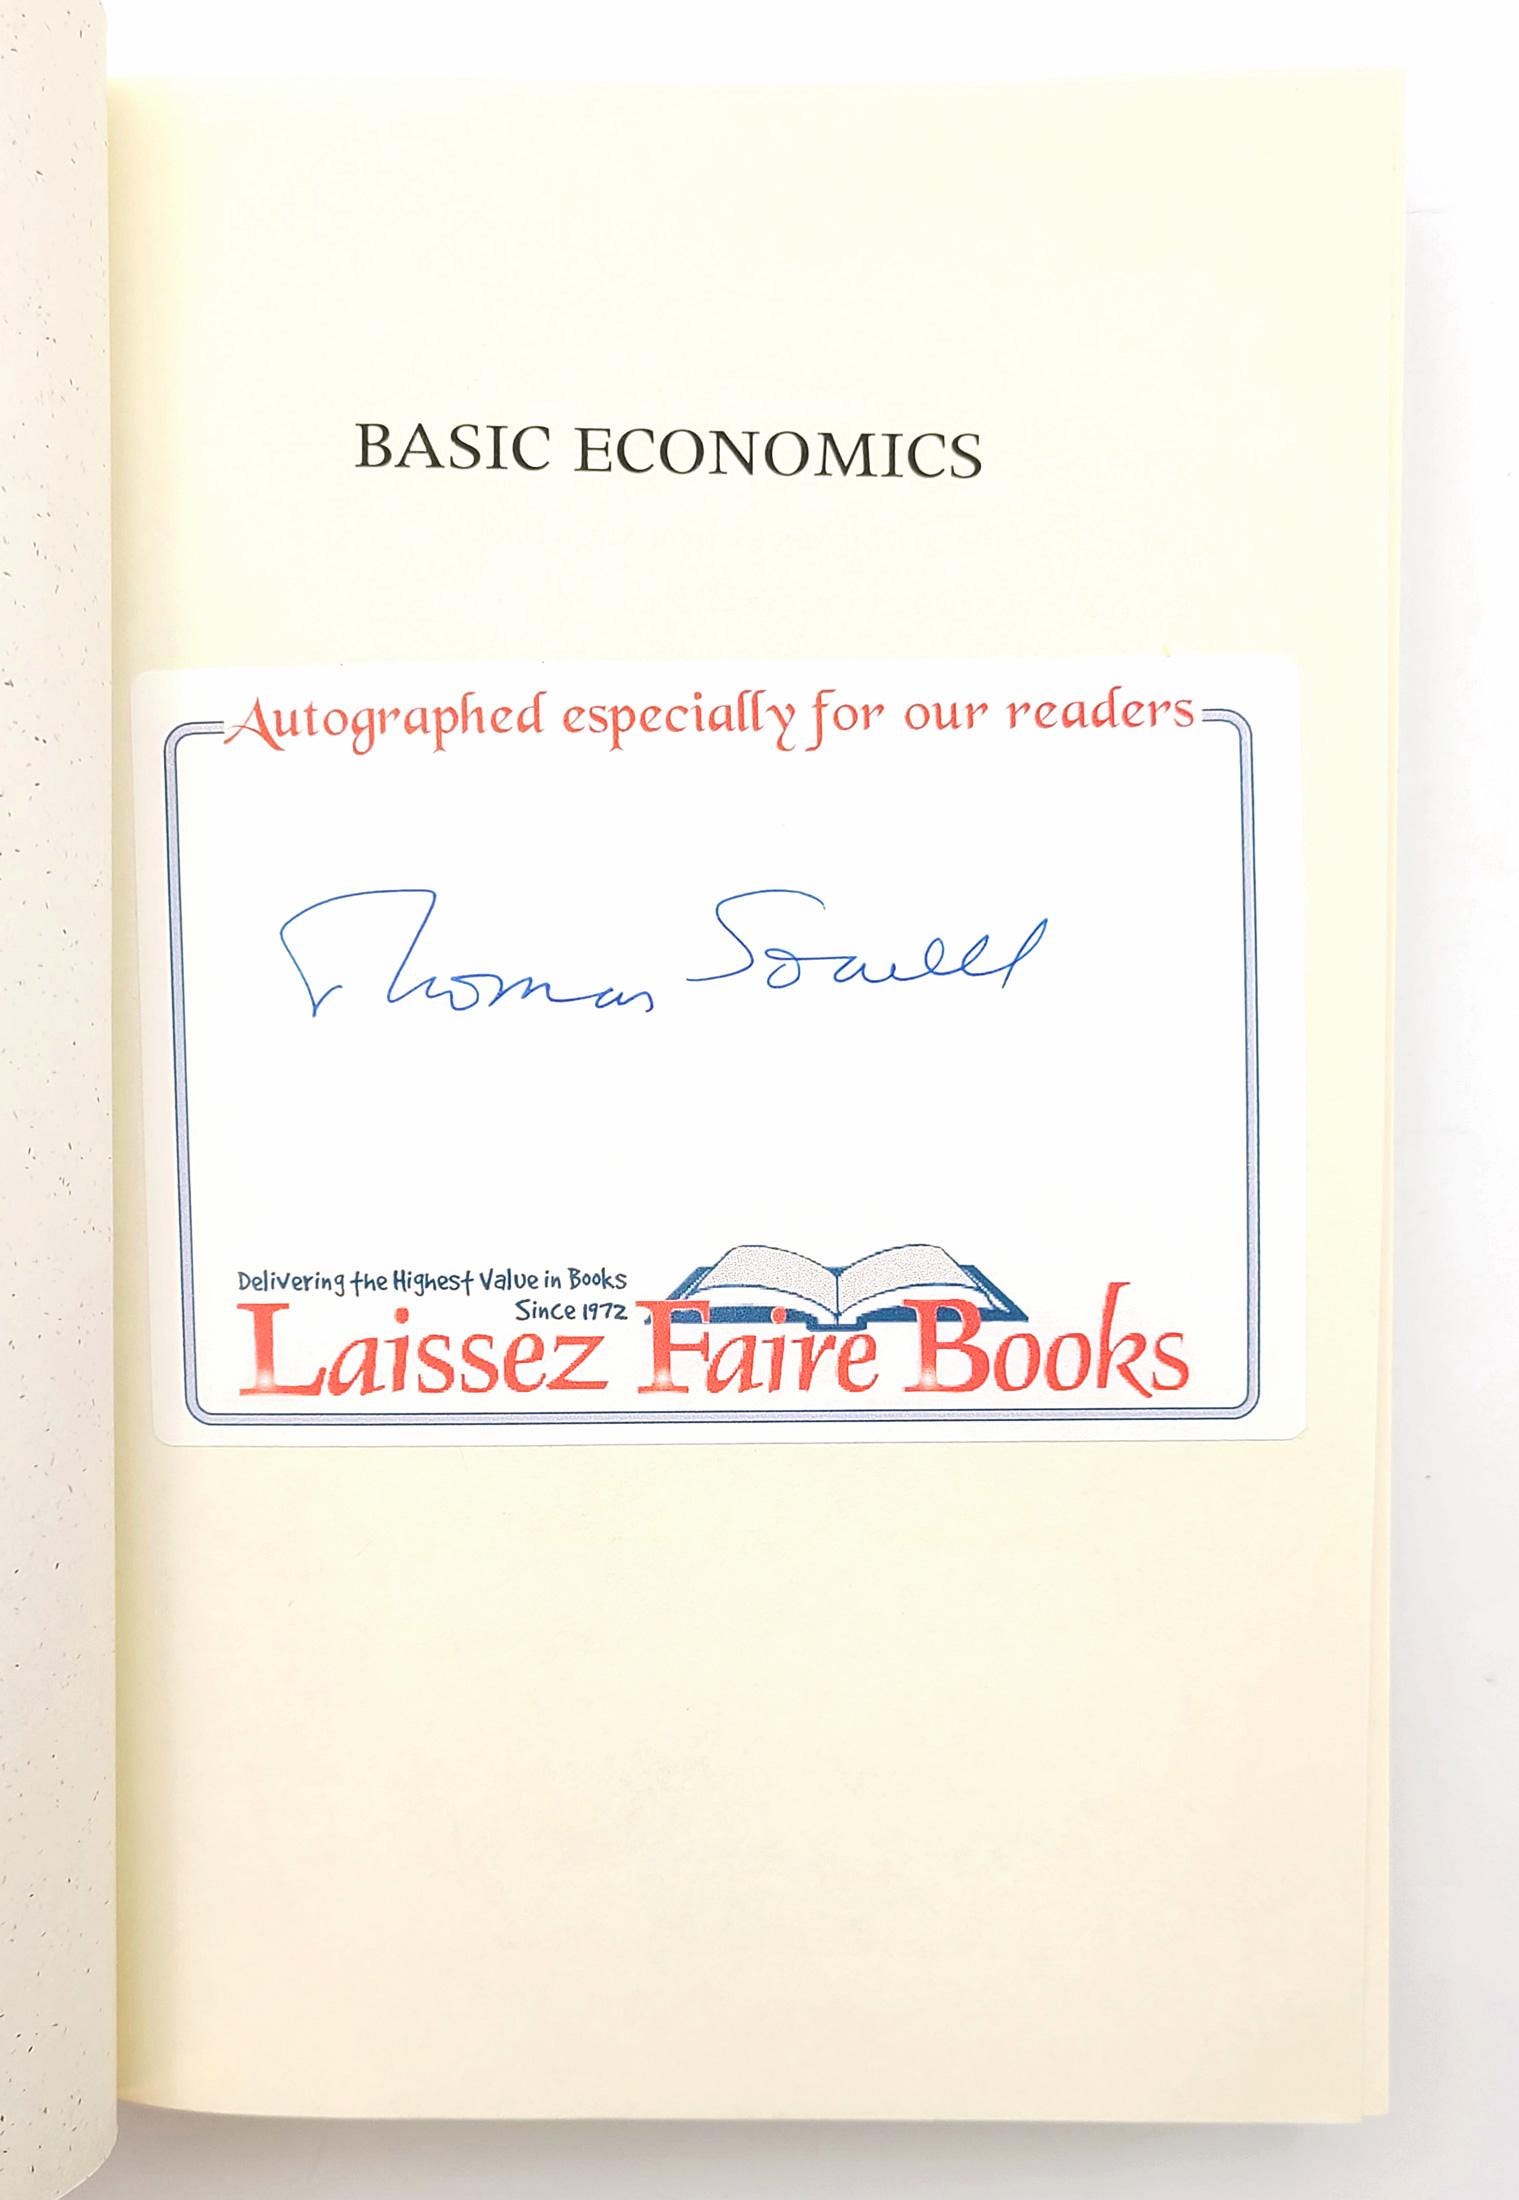 BASIC ECONOMICS
Autographed especially for our readers
Thomas Sowell
Delivering the Highest Value in Books
Since 1972
Laissez Faire Books